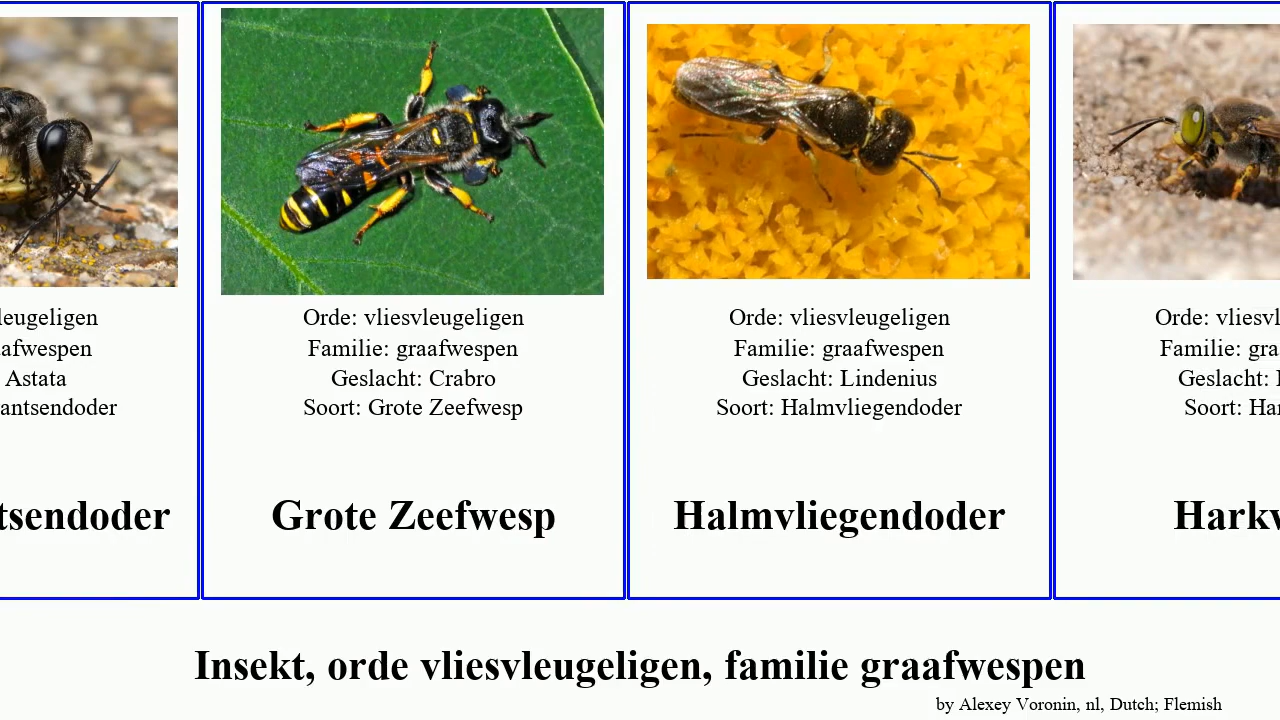 leugeligen
afwespen
Astata
antsendoder
tsendoder
Orde: vliesvleugeligen
Familie: graafwespen
Geslacht: Crabro
Soort: Grote Zeefwesp
Grote Zeefwesp
Orde: vliesvleugeligen
Familie: graafwespen
Geslacht: Lindenius
Soort: Halmvliegendoder
Halmvliegendoder
Orde: vliesvl
Familie: gra
Geslacht:
Soort: Har
Hark
Insekt, orde vliesvleugeligen, familie graafwespen
by Alexey Voronin, nl, Dutch; Flemish